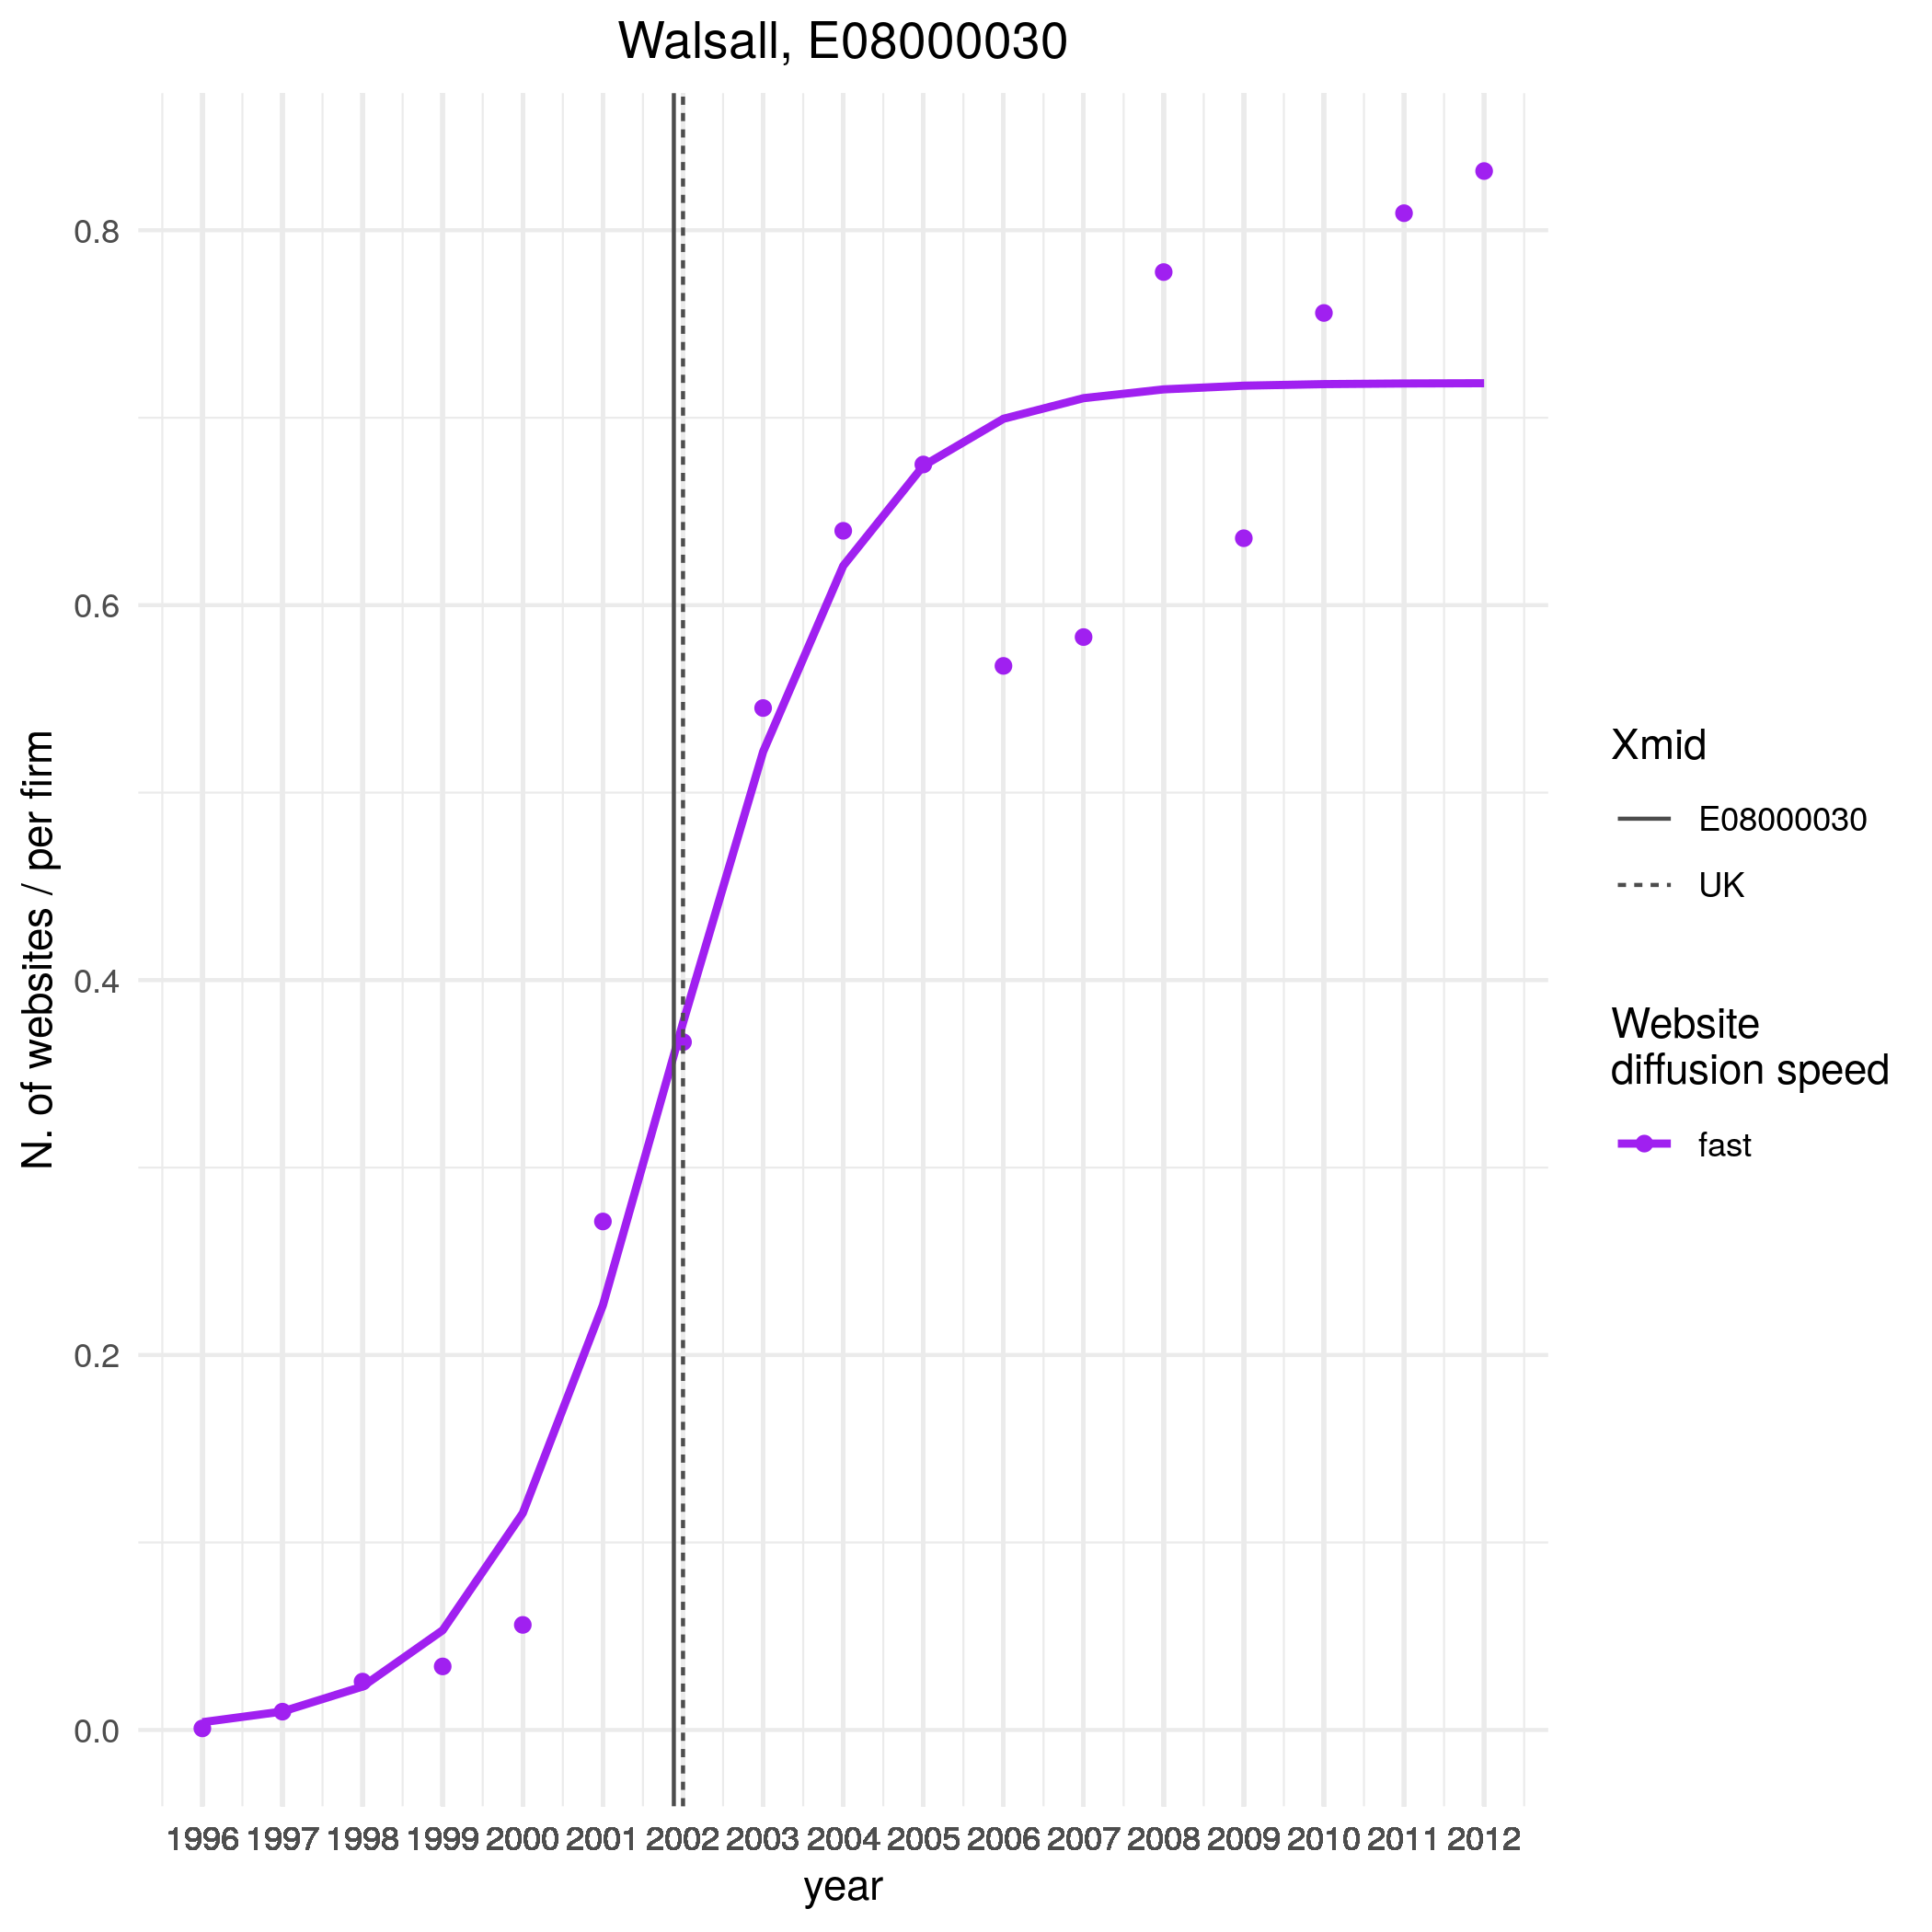 Walsall, E08000030
N. of websites / per firm
0.8
0.6
0.4
0.2
0.0
1996 1997 1998 1999 2000 2001 2002 2003 2004 2005 2006 2007 2008 2009 2010 2011 2012
year
Xmid
E08000030
UK
Website
diffusion speed
fast